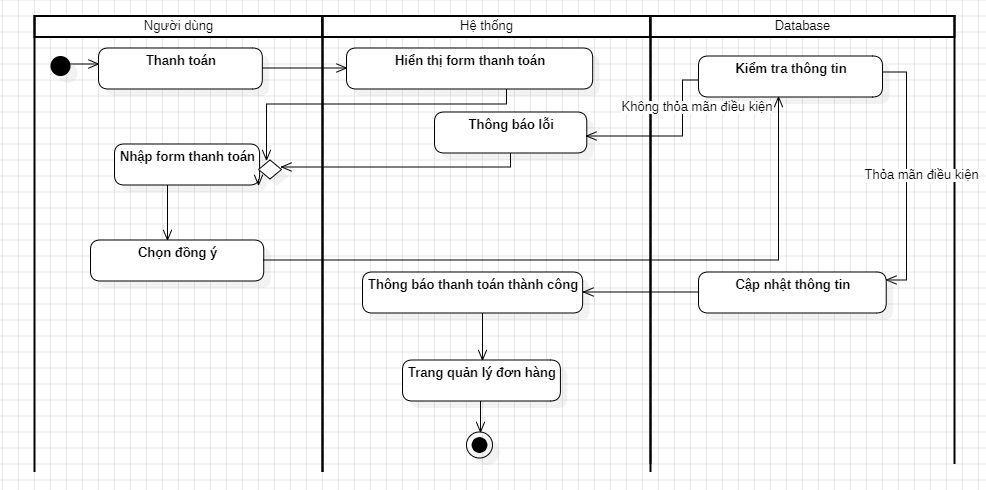 Người dùng
Hệ thống
Database
Thanh toán
Hiển thị form thanh toán
Kiểm tra thông tin
Không thỏa mãn điều kiện
Thông báo lỗi
Nhập form thanh toán
Thỏa mãn điều kiện
Chọn đồng ý
Thông báo thanh toán thành công
Cập nhật thông tin
Trang quản lý đơn hàng